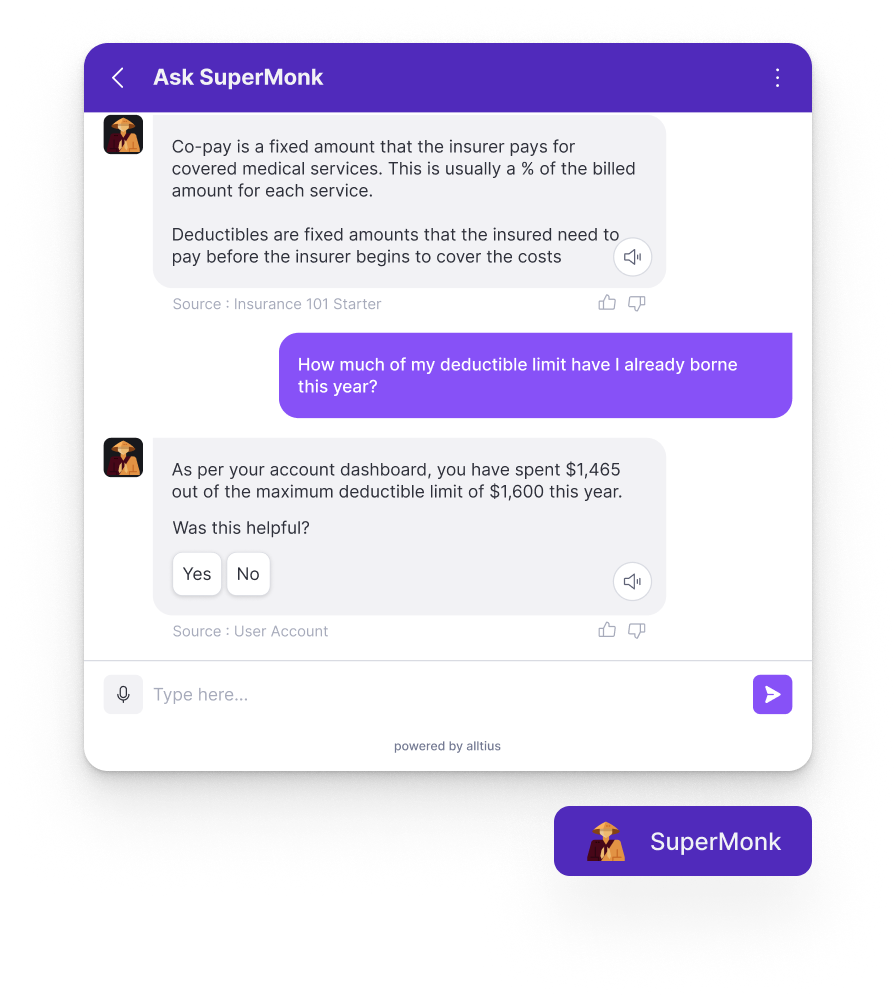 Ask SuperMonk
Co-pay is a fixed amount that the insurer pays for
covered medical services. This is usually a % of the billed
amount for each service.
Deductibles are fixed amounts that the insured need to
pay before the insurer begins to cover the costs
Source : Insurance 101 Starter
How much of my deductible limit have I already borne
this year?
As per your account dashboard, you have spent $1,465
out of the maximum deductible limit of $1,600 this year.
Was this helpful?
Yes No
Source : User Account
Type here...
powered by alltius
SuperMonk